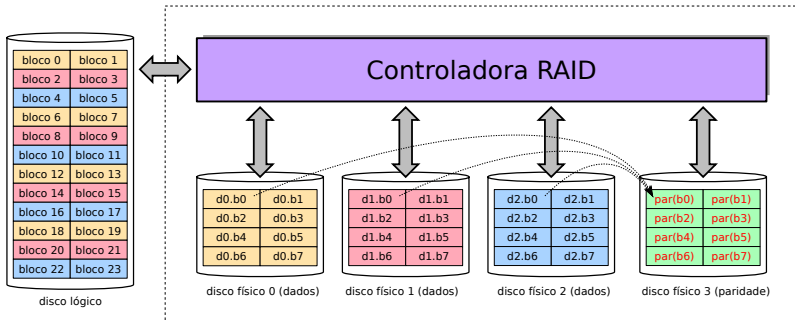 Controladora RAID
bloco 0 bloco 1
bloco 2 bloco 3
bloco 4 bloco 5
bloco 6 bloco 7
bloco 8 bloco 9
bloco 10 bloco 11
bloco 12 bloco 13
bloco 14 bloco 15
bloco 16 bloco 17
bloco 18 bloco 19
bloco 20 bloco 21
bloco 22 bloco 23
disco lógico
d0.b0 d0.b1
d0.b2 d0.b3
d0.b4 d0.b5
d0.b6 d0.b7
disco físico 0 (dados)
d1.b0 d1.b1
d1.b2 d1.b3
d1.b4 d1.b5
d1.b6 d1.b7
disco físico 1 (dados)
d2.b0 d2.b1
d2.b2 d2.b3
d2.b4 d2.b5
d2.b6 d2.b7
disco físico 2 (dados)
par(b0) par(b1)
par(b2) par(b3)
par(b4) par(b5)
par(b6) par(b7)
disco físico 3 (paridade)